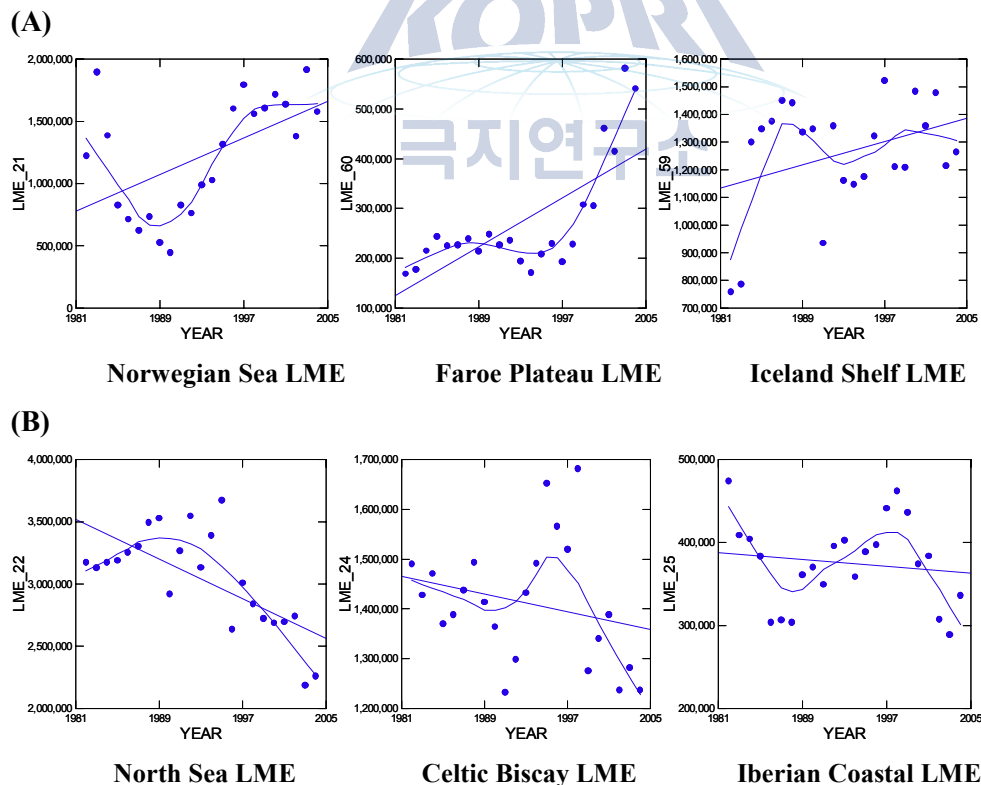 (A)
KOPRI
극지연구소
2,000,000
1,500,000
1,000,000
500,000
0
LME_21
1981 1989 1997 2005
YEAR
Norwegian Sea LME
600,000
500,000
400,000
300,000
200,000
100,000
LME_60
1981 1989 1997 2005
YEAR
Faroe Plateau LME
1,600,000
1,500,000
1,400,000
1,300,000
1,200,000
1,100,000
1,000,000
900,000
800,000
700,000
LME_59
1981 1989 1997 2005
YEAR
Iceland Shelf LME
(B)
4,000,000
3,500,000
3,000,000
2,500,000
2,000,000
LME_22
1981 1989 1997 2005
YEAR
North Sea LME
1,700,000
1,600,000
1,500,000
1,400,000
1,300,000
1,200,000
LME_24
1981 1989 1997 2005
YEAR
Celtic Biscay LME
500,000
400,000
300,000
200,000
LME_25
1981 1989 1997 2005
YEAR
Iberian Coastal LME